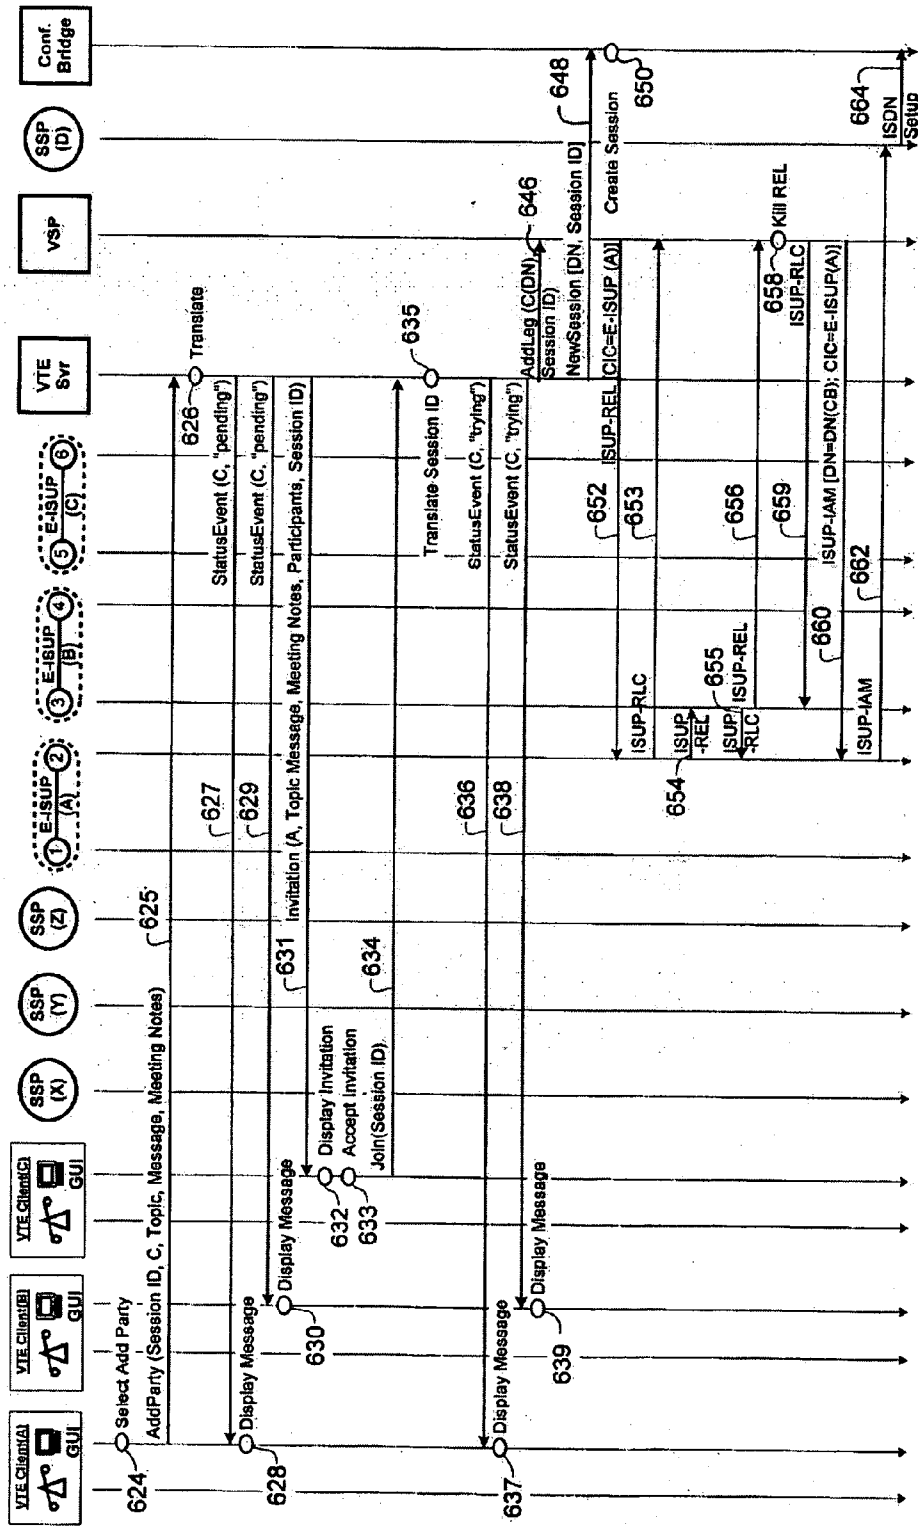 VTE Client(A)
GUI
VTE Client(B)
GUI
VTE Client(C)
GUI
SSP
(X)
SSP
(Y)
SSP
(Z)
1
E-ISUP
(A)
2
3
E-ISUP
(B)
4
5
E-ISUP
(C)
6
VTE
Svr
VSP
SSP
(D)
Conf.
Bridge
624
Select Add Party
AddParty (Session ID, C, Topic, Message, Meeting Notes)
625
626
Translate
627
StatusEvent (C, "pending")
628
Display Message
629
StatusEvent (C, "pending")
630
Display Message
631
Invitation (A, Topic Message, Meeting Notes, Participants, Session ID)
632
Display Invitation
633
Accept Invitation
Join(Session ID)
634
635
Translate Session ID
636
StatusEvent (C, "trying")
637
Display Message
638
StatusEvent (C, "trying")
639
Display Message
AddLeg (C(DN),
Session ID)
646
NewSession [DN, Session ID]
648
650
Create Session
652
ISUP-REL [CIC=E-ISUP (A)]
ISUP-RLC
653
ISUP
-REL
654
ISUP
-RLC
655
ISUP-REL
656
658
Kill REL
659
ISUP-RLC
660
ISUP-IAM [DN=DN(CB); CIC=E-ISUP(A)]
ISUP-IAM
662
664
ISDN
Setup